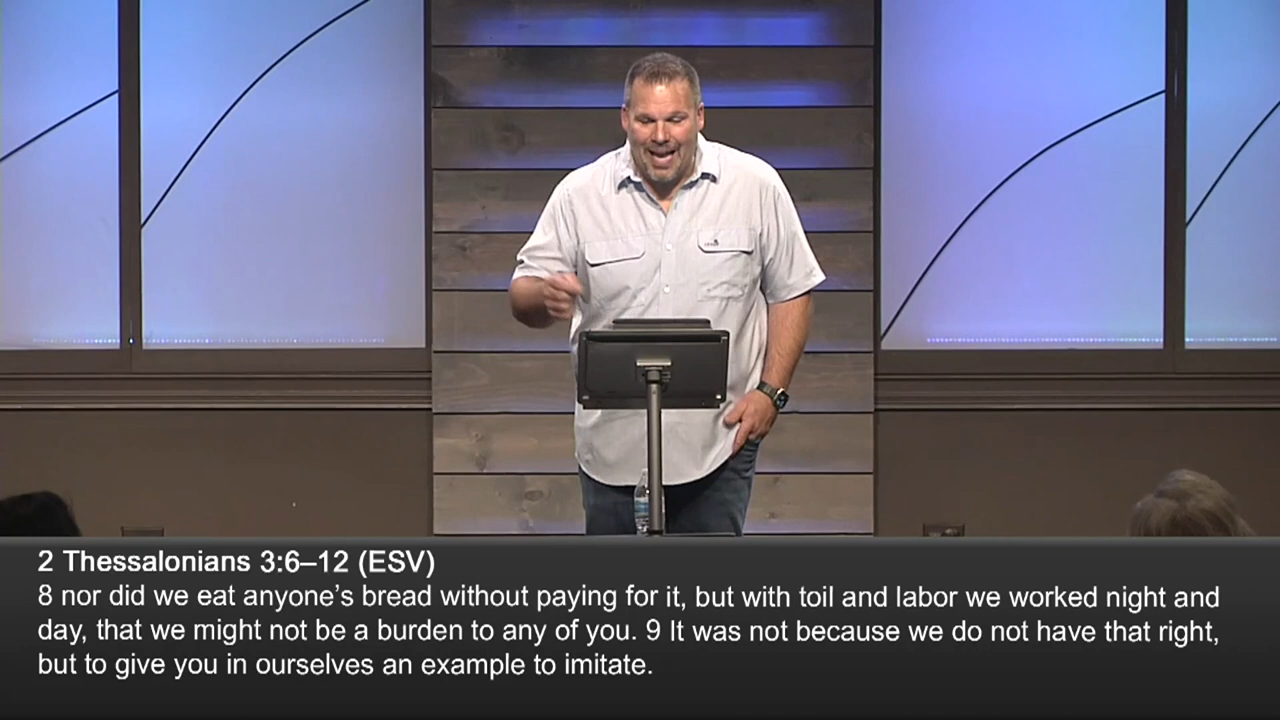 2 Thessalonians 3:6–12 (ESV)
8 nor did we eat anyone’s bread without paying for it, but with toil and labor we worked night and
day, that we might not be a burden to any of you. 9 It was not because we do not have that right,
but to give you in ourselves an example to imitate.